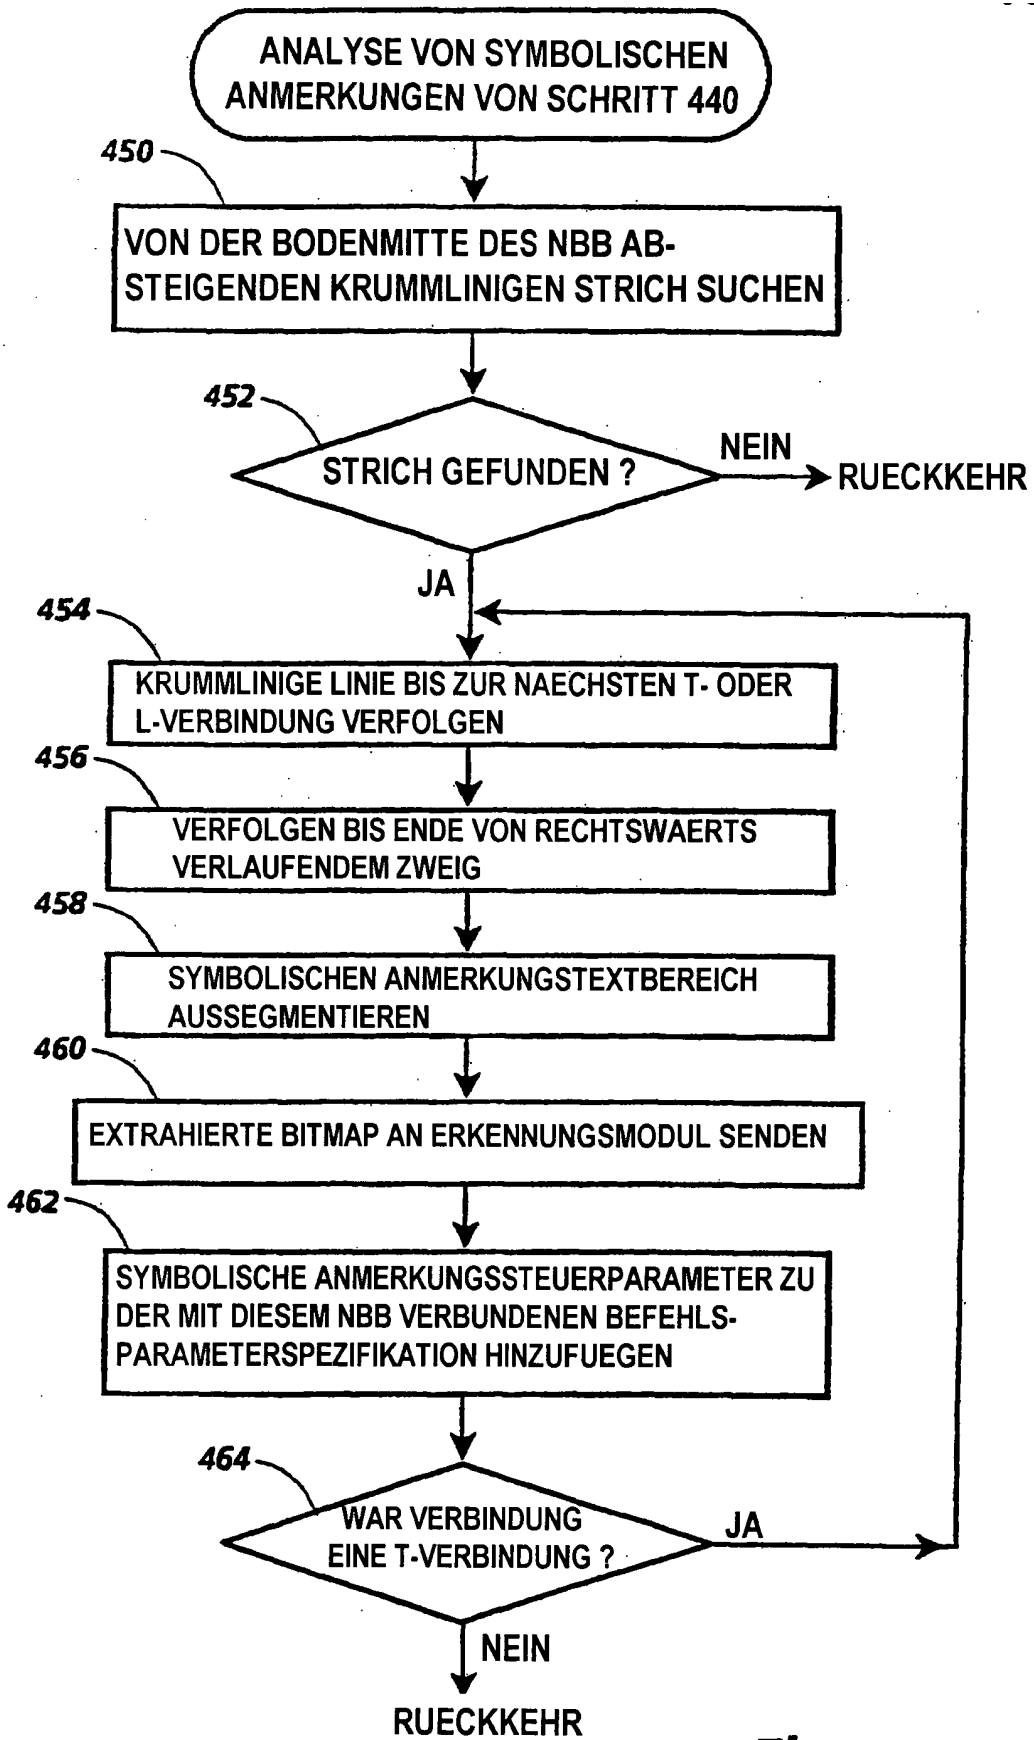 ANALYSE VON SYMBOLISCHEN
ANMERKUNGEN VON SCHRITT 440
450
VON DER BODENMITTE DES NBB AB-
STEIGENDEN KRUMMLINIGEN STRICH SUCHEN
452
STRICH GEFUNDEN ?
NEIN
RUECKKEHR
JA
454
KRUMMLINIGE LINIE BIS ZUR NAECHSTEN T- ODER
L-VERBINDUNG VERFOLGEN
456
VERFOLGEN BIS ENDE VON RECHTSWAERTS
VERLAUFENDEM ZWEIG
458
SYMBOLISCHEN ANMERKUNGSTEXTBEREICH
AUSSEGMENTIEREN
460
EXTRAHIERTE BITMAP AN ERKENNUNGSMODUL SENDEN
462
SYMBOLISCHE ANMERKUNGSSTEUERPARAMETER ZU
DER MIT DIESEM NBB VERBUNDENEN BEFEHLS-
PARAMETERSPEZIFIKATION HINZUFUEGEN
464
WAR VERBINDUNG
EINE T-VERBINDUNG ?
JA
NEIN
RUECKKEHR